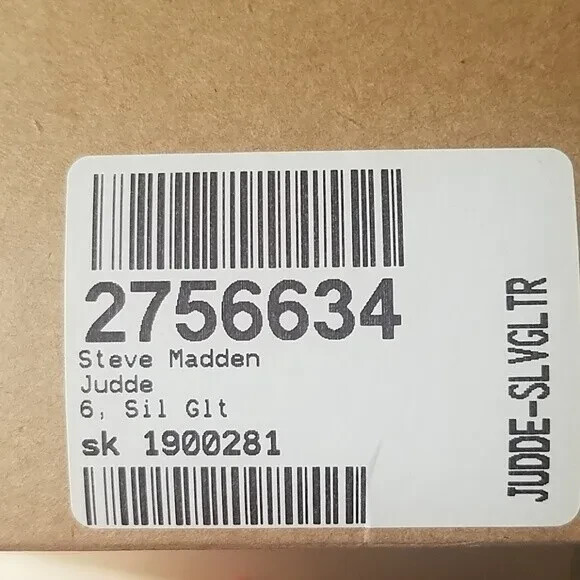 2756634
Steve Madden
Judde
6, Sil Glt
sk 1900281
JUDDE-SLVGLTR